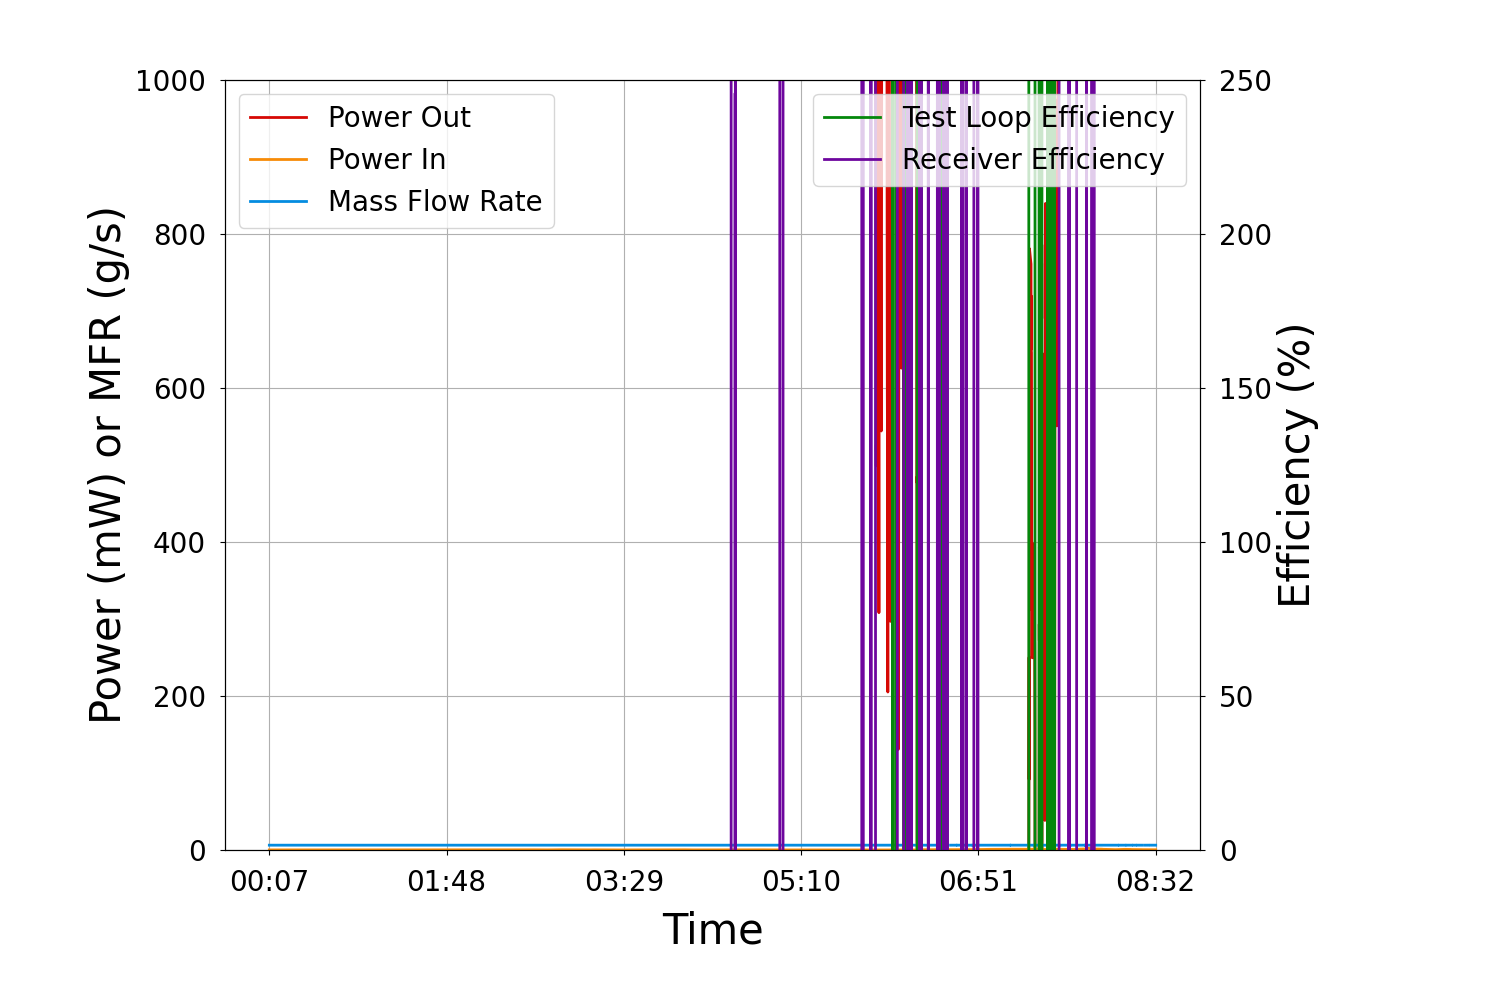 1000
800
600
400
200
0
Power (mW) or MFR (g/s)
Power Out
Power In
Mass Flow Rate
Test Loop Efficiency
Receiver Efficiency
250
200
150
100
50
0
Efficiency (%)
00:07 01:48 03:29 05:10 06:51 08:32
Time